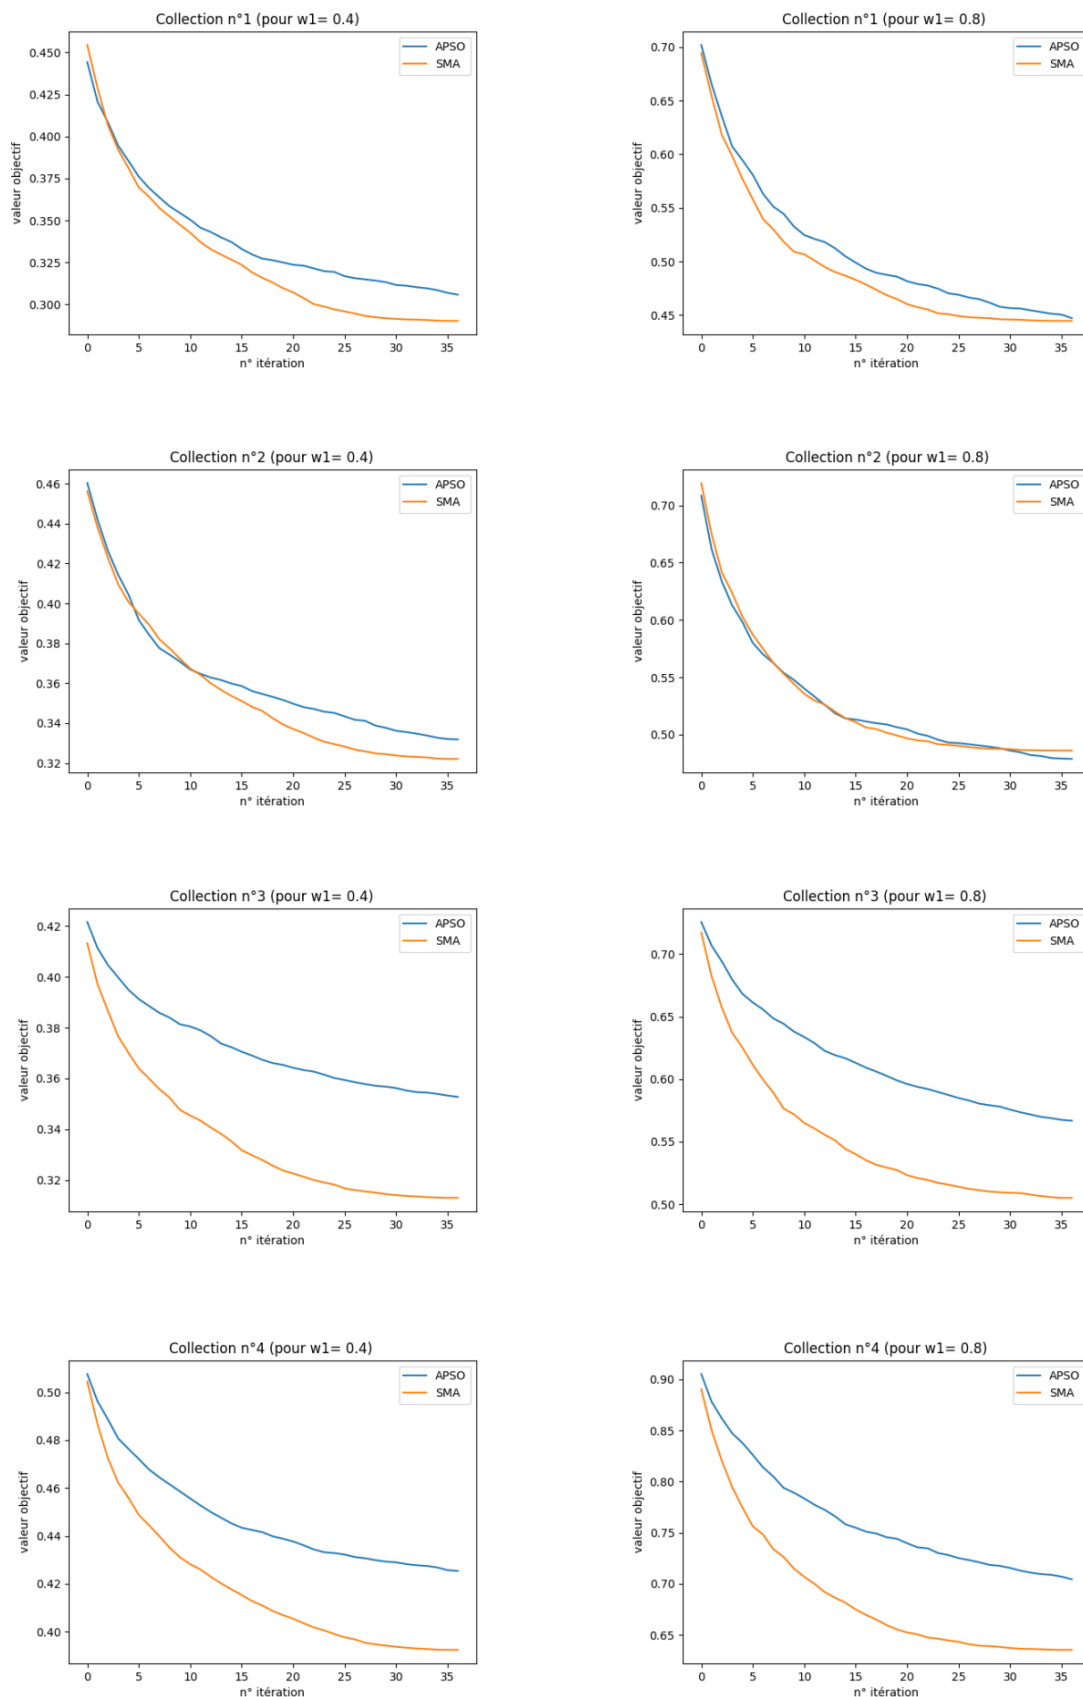 Collection n°1 (pour w1= 0.4)
APSO
SMA
valeur objectif
0.450
0.425
0.400
0.375
0.350
0.325
0.300
0 5 10 15 20 25 30 35
n° itération
Collection n°1 (pour w1= 0.8)
APSO
SMA
valeur objectif
0.70
0.65
0.60
0.55
0.50
0.45
0 5 10 15 20 25 30 35
n° itération
Collection n°2 (pour w1= 0.4)
APSO
SMA
valeur objectif
0.46
0.44
0.42
0.40
0.38
0.36
0.34
0.32
0 5 10 15 20 25 30 35
n° itération
Collection n°2 (pour w1= 0.8)
APSO
SMA
valeur objectif
0.70
0.65
0.60
0.55
0.50
0 5 10 15 20 25 30 35
n° itération
Collection n°3 (pour w1= 0.4)
APSO
SMA
valeur objectif
0.42
0.40
0.38
0.36
0.34
0.32
0 5 10 15 20 25 30 35
n° itération
Collection n°3 (pour w1= 0.8)
APSO
SMA
valeur objectif
0.70
0.65
0.60
0.55
0.50
0 5 10 15 20 25 30 35
n° itération
Collection n°4 (pour w1= 0.4)
APSO
SMA
valeur objectif
0.50
0.48
0.46
0.44
0.42
0.40
0 5 10 15 20 25 30 35
n° itération
Collection n°4 (pour w1= 0.8)
APSO
SMA
valeur objectif
0.90
0.85
0.80
0.75
0.70
0.65
0 5 10 15 20 25 30 35
n° itération